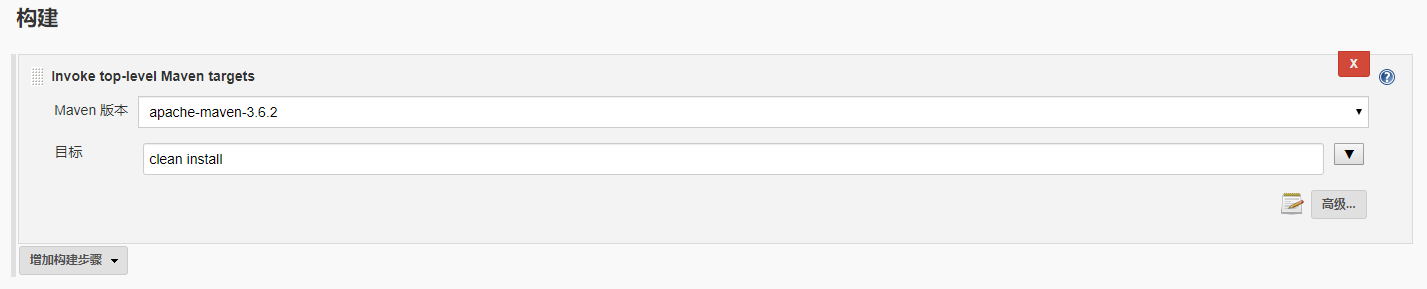 构建
Invoke top-level Maven targets
X
?
Maven 版本
apache-maven-3.6.2
目标
clean install
高级...
增加构建步骤